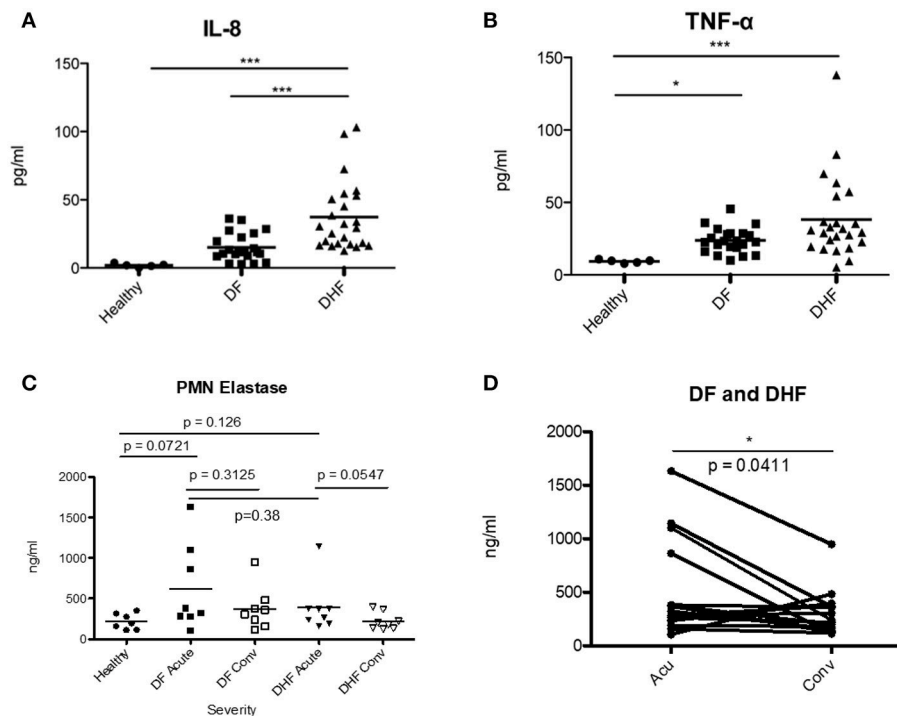 A
IL-8
150
***
***
100
50
0
pg/ml
Healthy
DF
DHF
B
TNF-α
150
***
*
100
50
0
pg/ml
Healthy
DF
DHF
C
PMN Elastase
p = 0.126
p = 0.0721
p = 0.3125
p = 0.0547
p=0.38
2000
1500
1000
500
0
ng/ml
Healthy
DF Acute
DF Conv
DHF Acute
DHF Conv
Severity
D
DF and DHF
2000
*
p = 0.0411
1500
1000
500
0
ng/ml
Acu
Conv